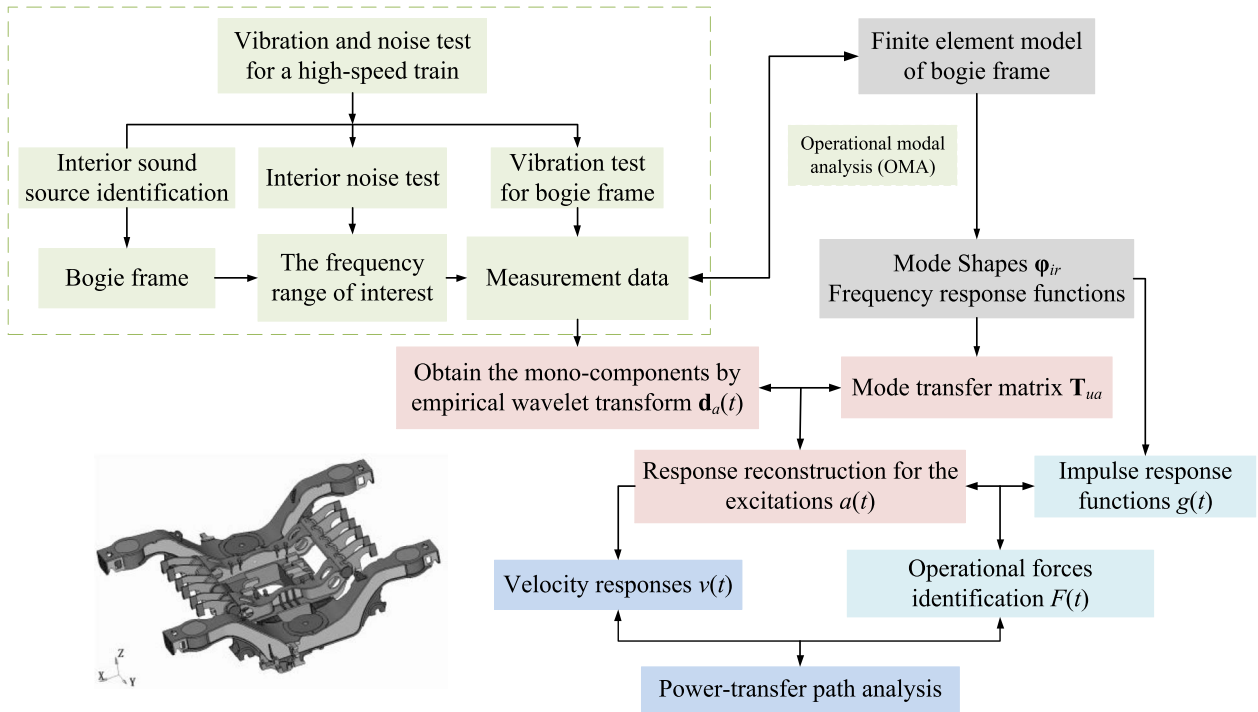 Vibration and noise test
for a high-speed train
Finite element model
of bogie frame
Interior sound
source identification
Interior noise test
Vibration test
for bogie frame
Operational modal
analysis (OMA)
Bogie frame
The frequency
range of interest
Measurement data
Mode Shapes φir
Frequency response functions
Obtain the mono-components by
empirical wavelet transform da(t)
Mode transfer matrix Tua
Response reconstruction for the
excitations a(t)
Impulse response
functions g(t)
Velocity responses v(t)
Operational forces
identification F(t)
Power-transfer path analysis
Z
X
Y